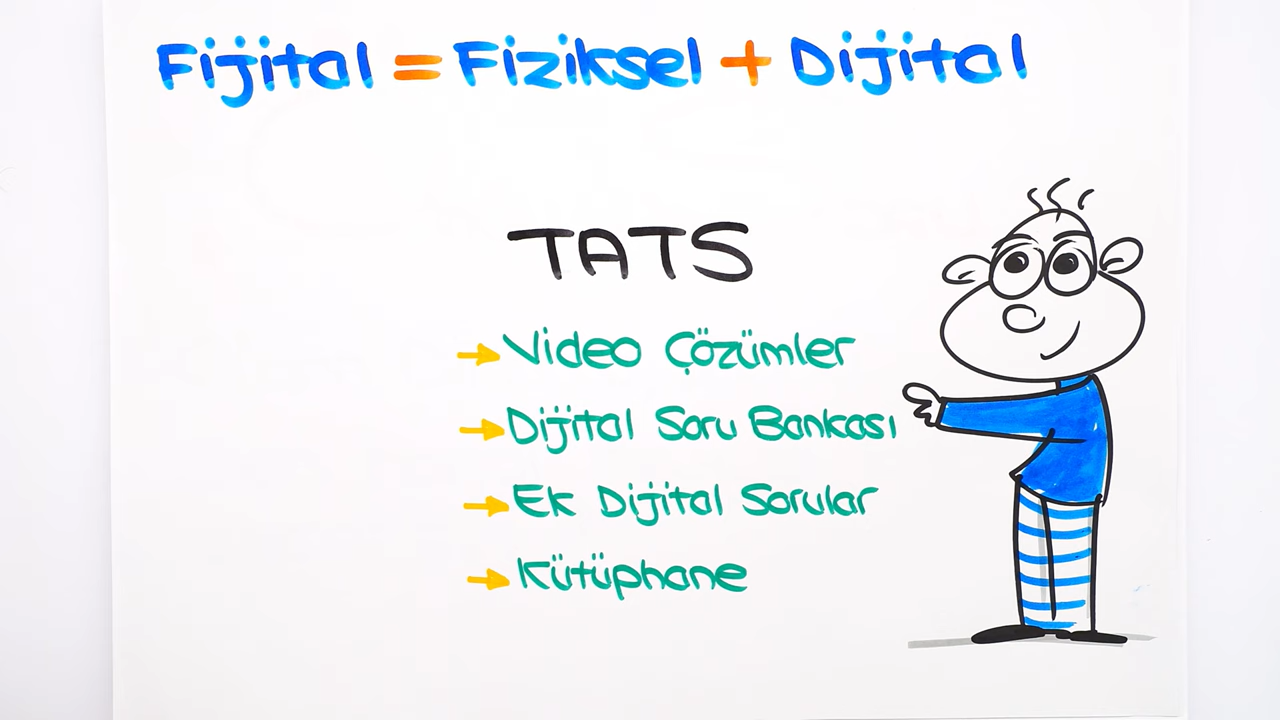 Fijital = Fiziksel + Dijital
TATS
→ Video Çözümler
→ Dijital Soru Bankası
→ Ek Dijital Sorular
→ Kütüphane